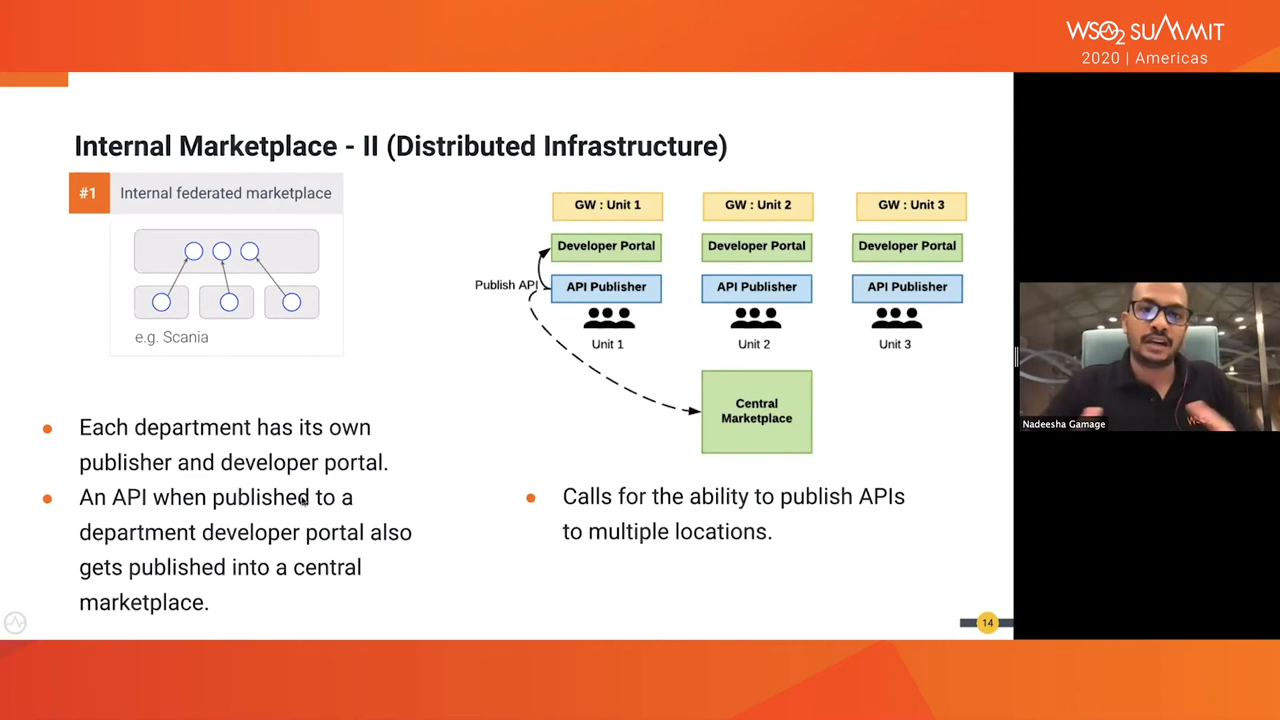 WSO2 SUMMIT
2020 | Americas
Internal Marketplace - II (Distributed Infrastructure)
#1 Internal federated marketplace
e.g. Scania
GW : Unit 1
GW : Unit 2
GW : Unit 3
Developer Portal
Developer Portal
Developer Portal
Publish API
API Publisher
API Publisher
API Publisher
Unit 1
Unit 2
Unit 3
Central
Marketplace
Each department has its own
publisher and developer portal.
An API when published to a
department developer portal also
gets published into a central
marketplace.
Calls for the ability to publish APIs
to multiple locations.
14
Nadeesha Gamage